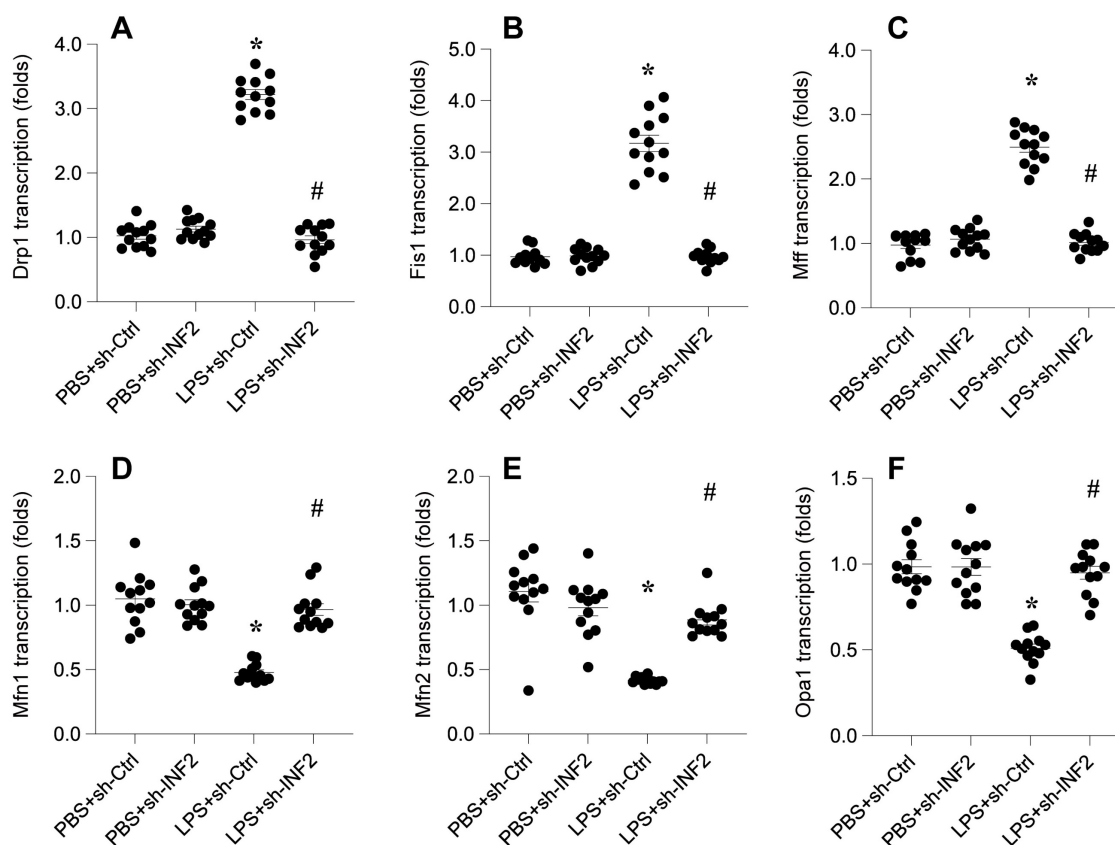 A
Drp1 transcription (folds)
4.0
3.0
2.0
1.0
0.0
*
#
PBS+sh-Ctrl
PBS+sh-INF2
LPS+sh-Ctrl
LPS+sh-INF2
B
Fis1 transcription (folds)
5.0
4.0
3.0
2.0
1.0
0.0
*
#
PBS+sh-Ctrl
PBS+sh-INF2
LPS+sh-Ctrl
LPS+sh-INF2
C
Mff transcription (folds)
4.0
3.0
2.0
1.0
0.0
*
#
PBS+sh-Ctrl
PBS+sh-INF2
LPS+sh-Ctrl
LPS+sh-INF2
D
Mfn1 transcription (folds)
2.0
1.5
1.0
0.5
0.0
*
#
PBS+sh-Ctrl
PBS+sh-INF2
LPS+sh-Ctrl
LPS+sh-INF2
E
Mfn2 transcription (folds)
2.0
1.5
1.0
0.5
0.0
*
#
PBS+sh-Ctrl
PBS+sh-INF2
LPS+sh-Ctrl
LPS+sh-INF2
F
Opa1 transcription (folds)
1.5
1.0
0.5
0.0
*
#
PBS+sh-Ctrl
PBS+sh-INF2
LPS+sh-Ctrl
LPS+sh-INF2